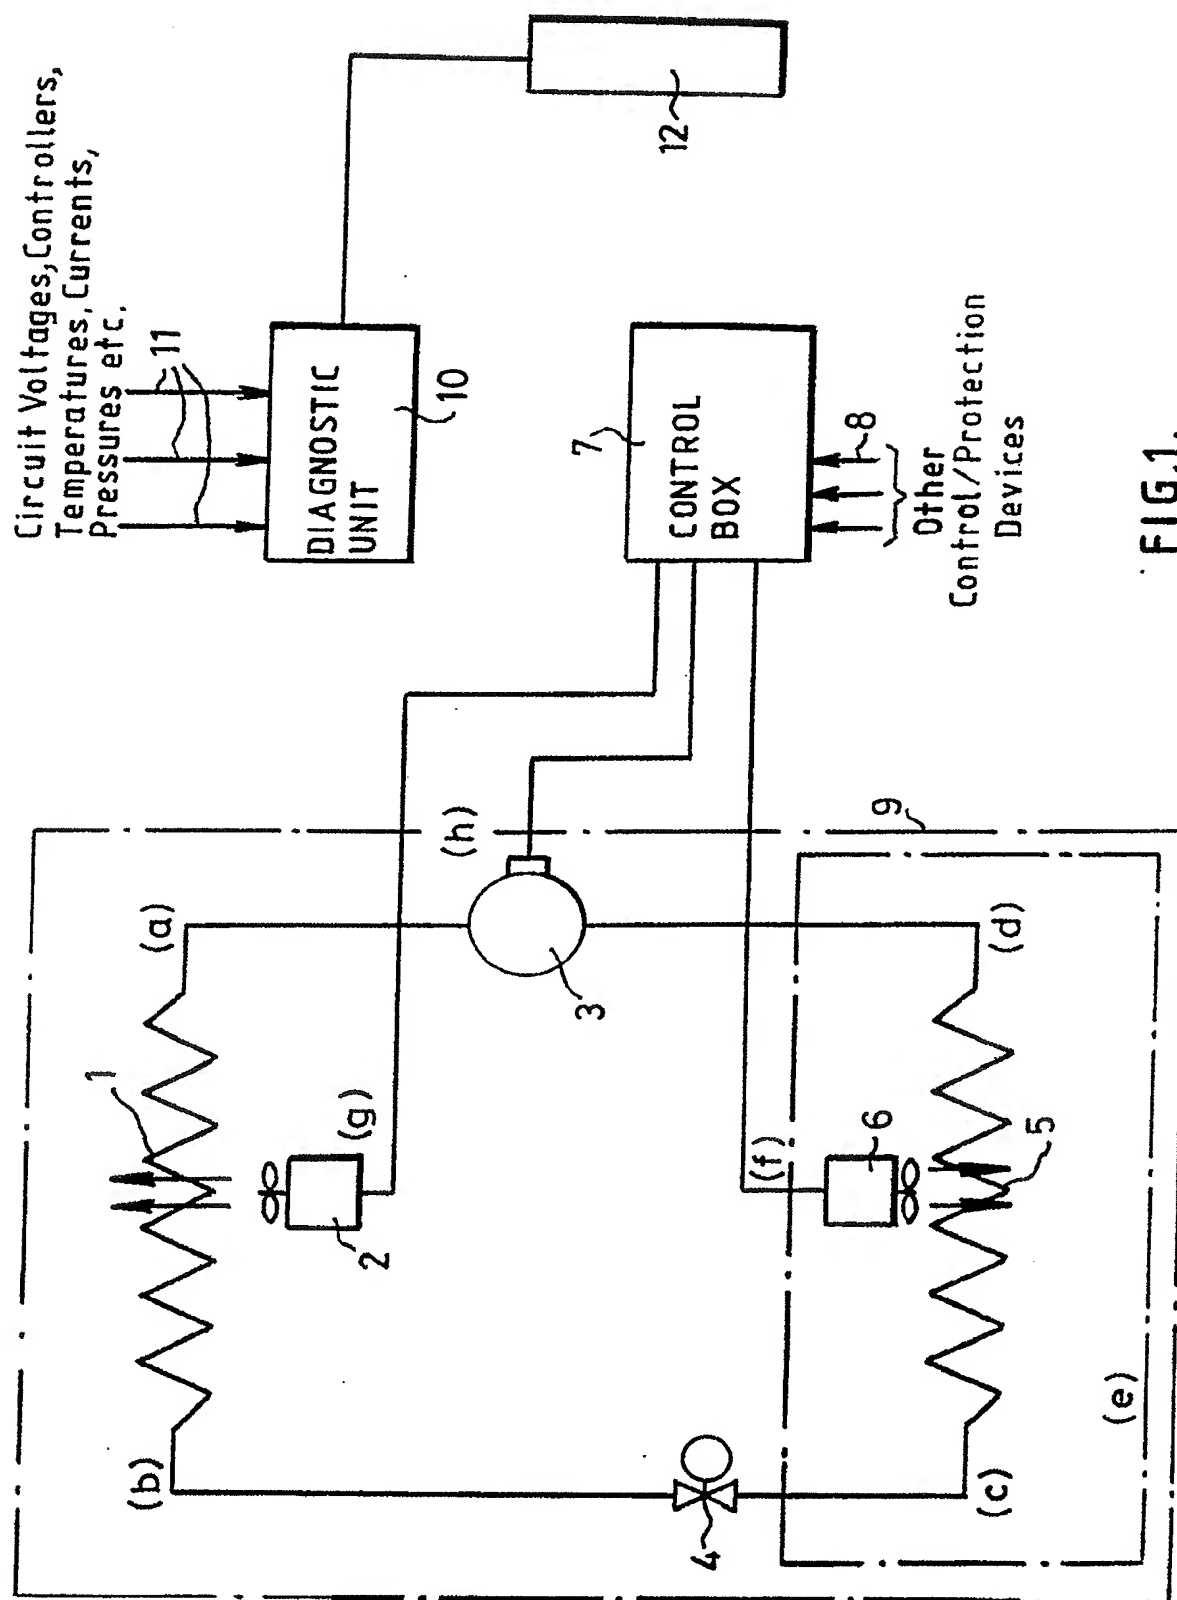 Circuit Voltages, Controllers,
Temperatures, Currents,
Pressures etc.
11
DIAGNOSTIC
UNIT
10
12
7
CONTROL
BOX
8
Other
Control/Protection
Devices
9
(h)
(a)
3
(d)
1
(g)
2
(f)
6
5
(b)
4
(c)
(e)
FIG.1.